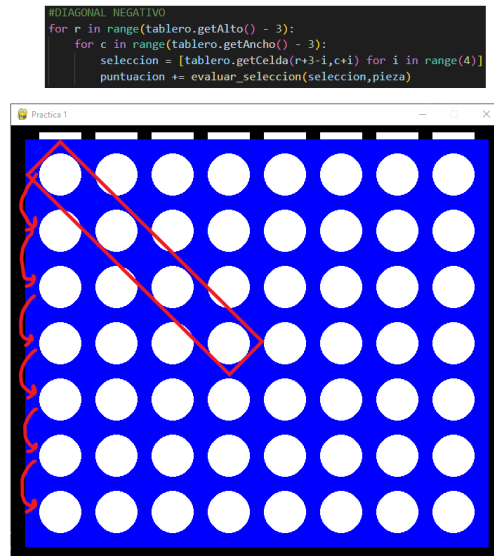 #DIAGONAL NEGATIVO
for r in range(tablero.getAlto() - 3):
for c in range(tablero.getAncho() - 3):
seleccion = [tablero.getCelda(r+3-i,c+i) for i in range(4)]
puntuacion += evaluar_seleccion(seleccion,pieza)
Practica 1